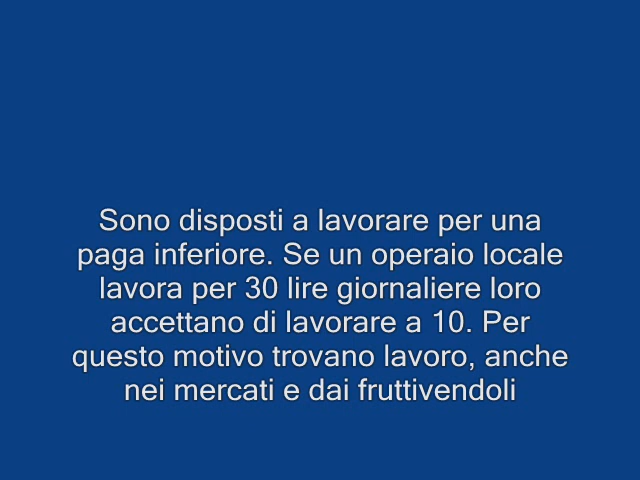 Sono disposti a lavorare per una
paga inferiore. Se un operaio locale
lavora per 30 lire giornaliere loro
accettano di lavorare a 10. Per
questo motivo trovano lavoro, anche
nei mercati e dai fruttivendoli